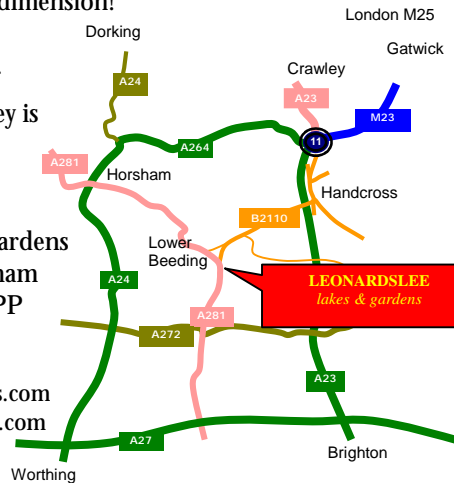 dimension!
London M25
Dorking
Gatwick
Crawley
A24
A23
ey is
M23
11
A264
A281
Horsham
Handcross
B2110
ardens
Lower
Beeding
ham
A24
LEONARDSLEE
lakes & gardens
PP
A281
A272
A23
s.com
.com
A27
Brighton
Worthing